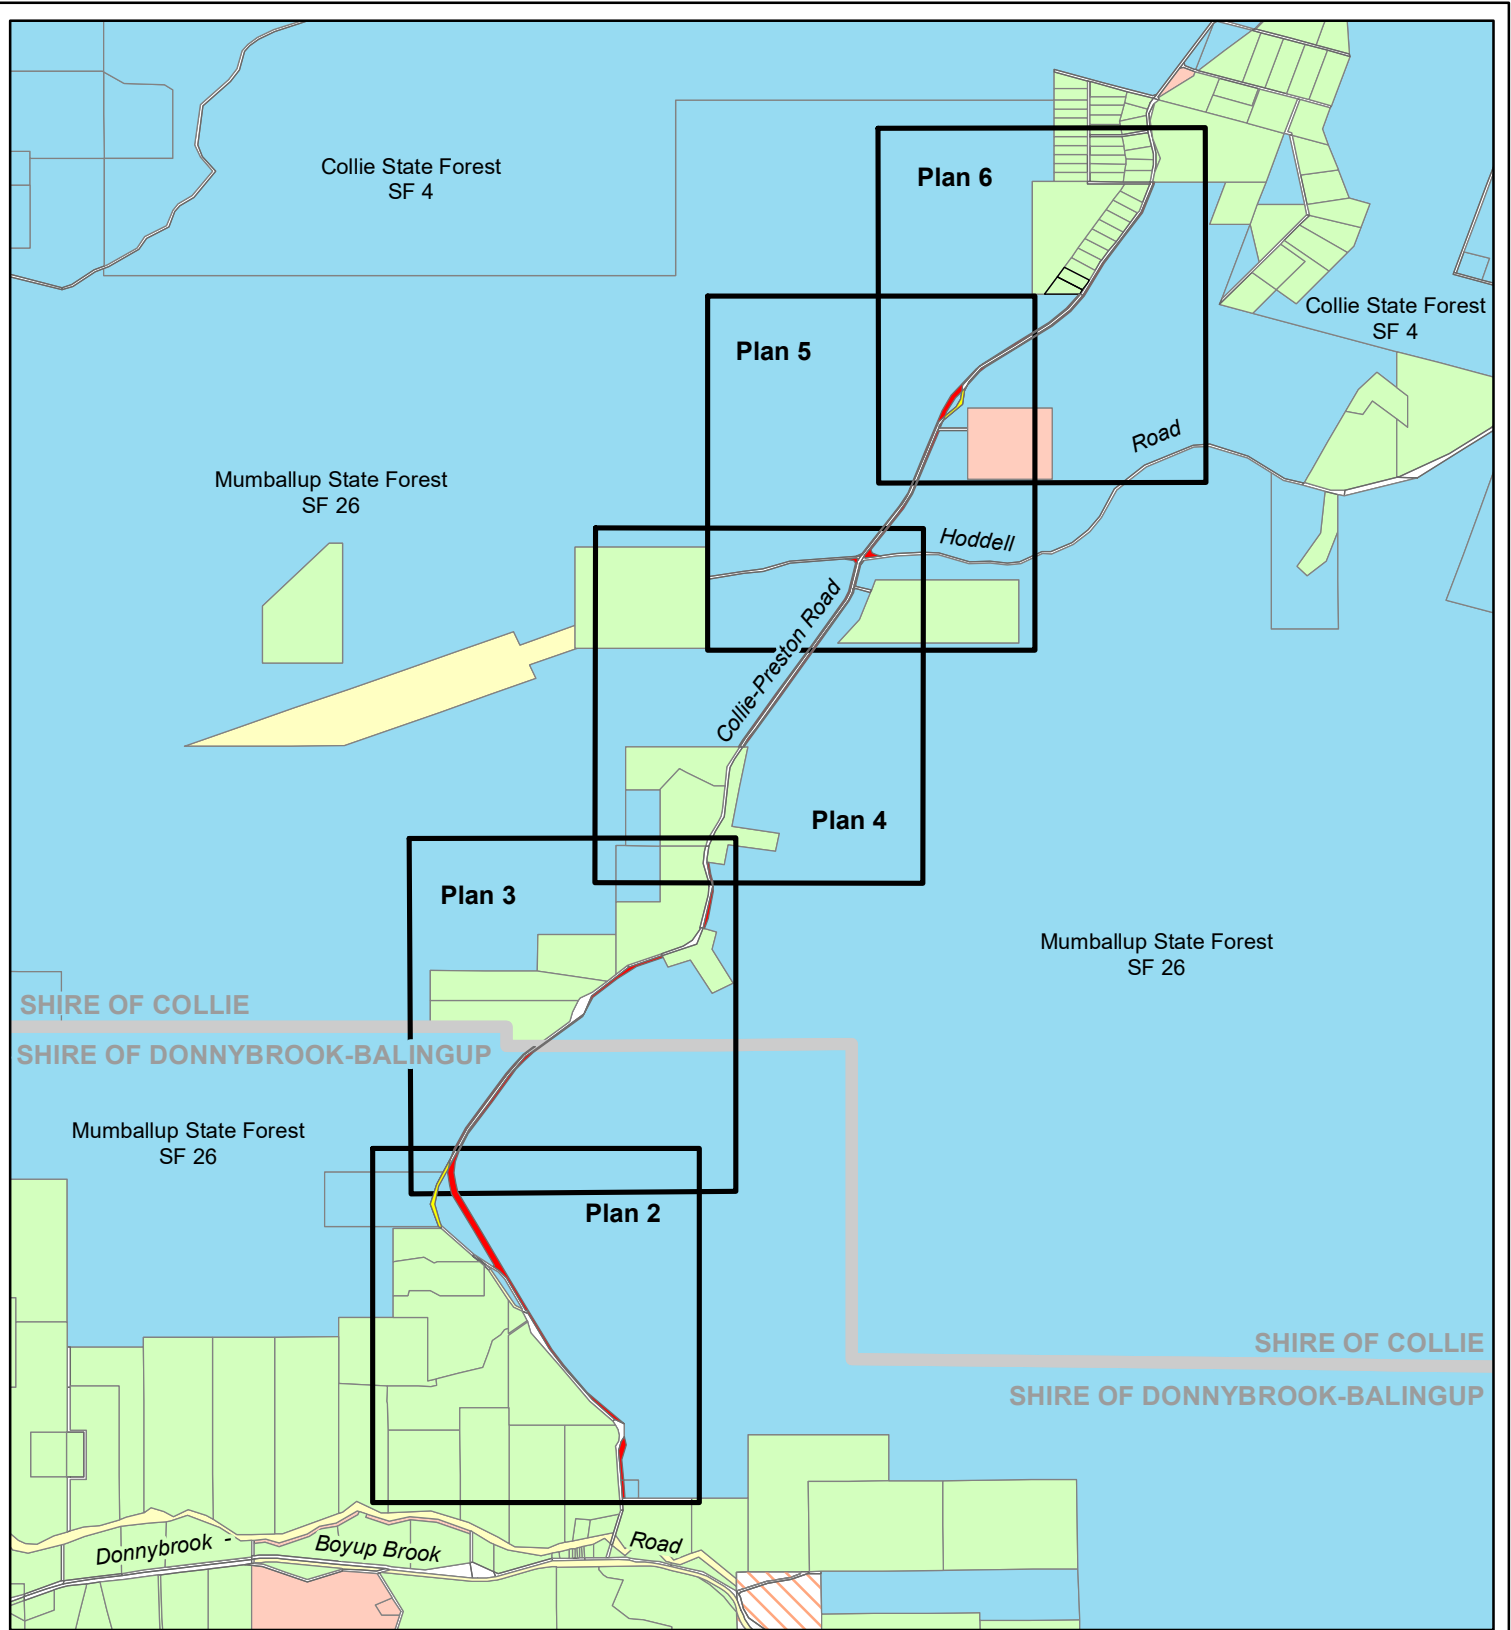 Collie State Forest
SF 4
Plan 6
Collie State Forest
SF 4
Plan 5
Road
Mumballup State Forest
SF 26
Hoddell
Collie-Preston Road
Plan 4
Plan 3
Mumballup State Forest
SF 26
SHIRE OF COLLIE
SHIRE OF DONNYBROOK-BALINGUP
Mumballup State Forest
SF 26
Plan 2
SHIRE OF COLLIE
SHIRE OF DONNYBROOK-BALINGUP
Donnybrook - Boyup Brook Road